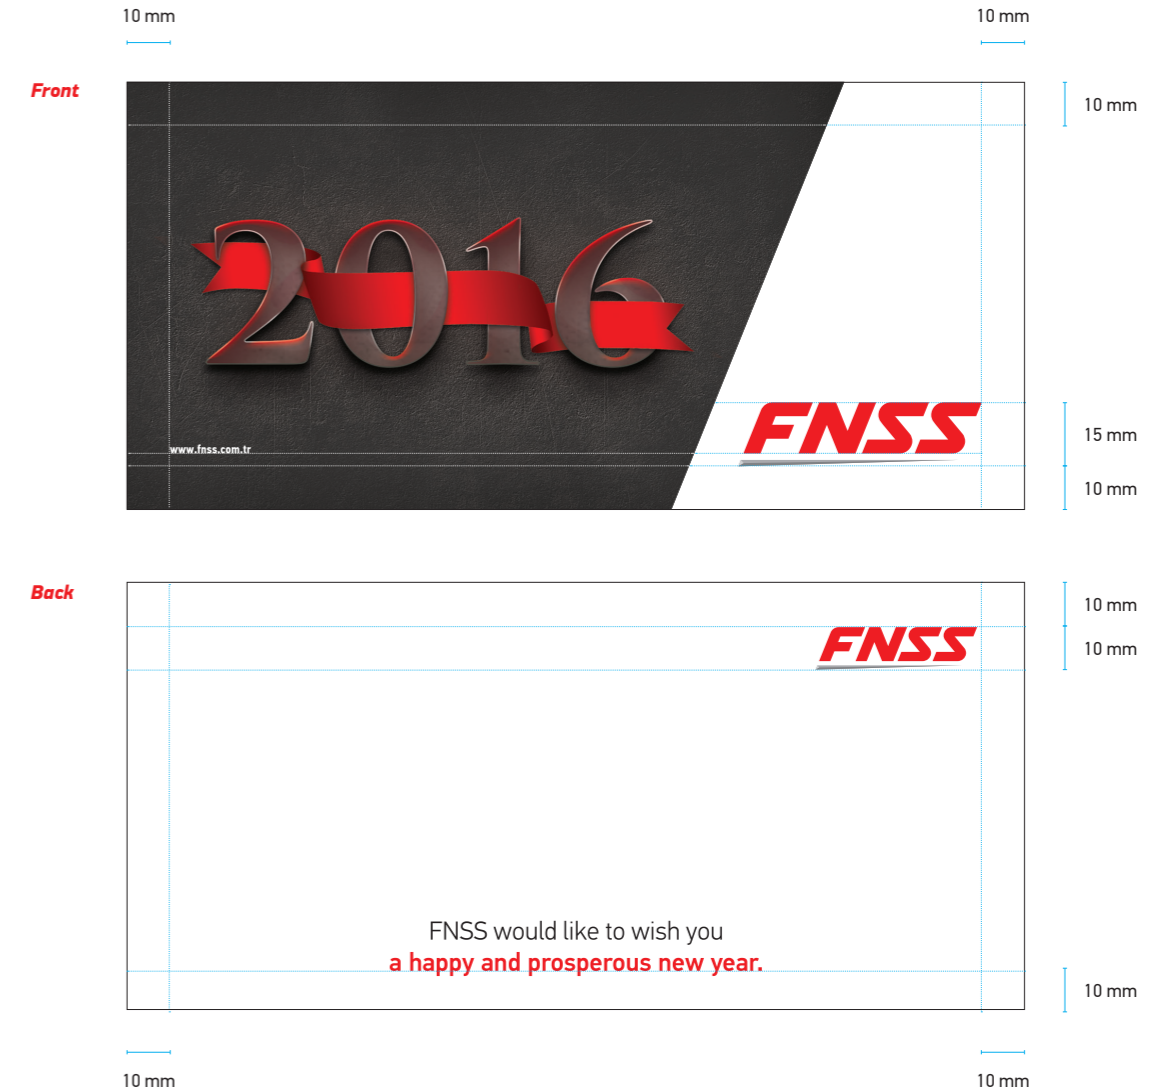 10 mm 10 mm
Front
10 mm
2016
FNSS
15 mm
www.fnss.com.tr
10 mm
Back
10 mm
FNSS
10 mm
FNSS would like to wish you
a happy and prosperous new year.
10 mm
10 mm 10 mm